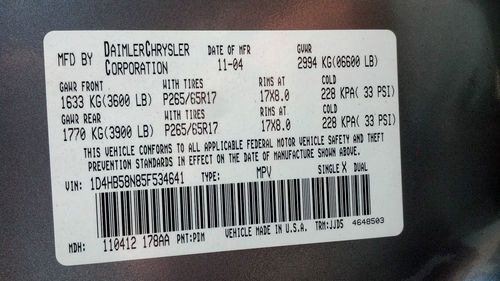 MFD BY DAIMLERCHRYSLER CORPORATION DATE OF MFR 11-04 GVWR 2994 KG(06600 LB)
GAWR FRONT WITH TIRES RIMS AT COLD
1633 KG(3600 LB) P265/65R17 17X8.0 228 KPA( 33 PSI)
GAWR REAR WITH TIRES RIMS AT COLD
1770 KG(3900 LB) P265/65R17 17X8.0 228 KPA( 33 PSI)
THIS VEHICLE CONFORMS TO ALL APPLICABLE FEDERAL MOTOR VEHICLE SAFETY AND THEFT
PREVENTION STANDARDS IN EFFECT ON THE DATE OF MANUFACTURE SHOWN ABOVE.
VIN: 1D4HB58N85F534641 TYPE: MPV SINGLE X DUAL
MDH: 110412 178AA PNT:PDM VEHICLE MADE IN U.S.A. TRM:JJD5 4648503